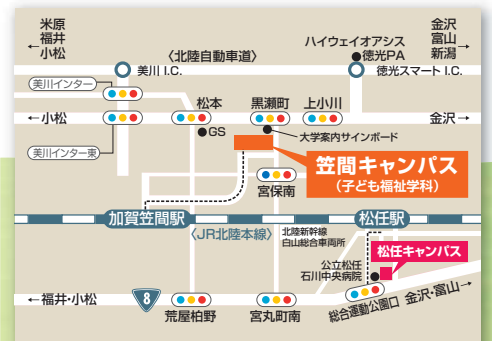 米原
福井
←小松
金沢
富山
新潟→
〈北陸自動車道〉
ハイウェイオアシス
徳光PA
美川 I.C.
徳光スマート I.C.
美川インター
←小松
松本
黒瀬町
上小川
金沢→
GS
大学案内サインボード
美川インター東
笠間キャンパス
(子ども福祉学科)
宮保南
加賀笠間駅
松任駅
〈JR北陸本線〉
北陸新幹線
白山総合車両所
松任キャンパス
公立松任
石川中央病院
←福井・小松
8
荒屋柏野
宮丸町南
総合運動公園口
金沢・富山→